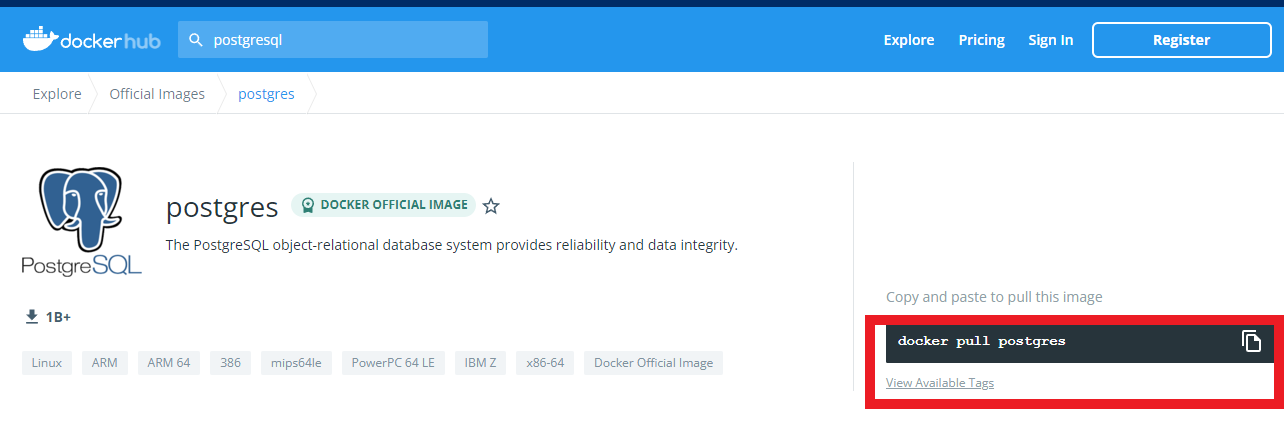 dockerhub postgresql Explore Pricing Sign In Register
Explore Official Images postgres
PostgreSQL
postgres DOCKER OFFICIAL IMAGE
The PostgreSQL object-relational database system provides reliability and data integrity.
1B+
Linux ARM ARM 64 386 mips64le PowerPC 64 LE IBM Z x86-64 Docker Official Image
Copy and paste to pull this image
docker pull postgres
View Available Tags